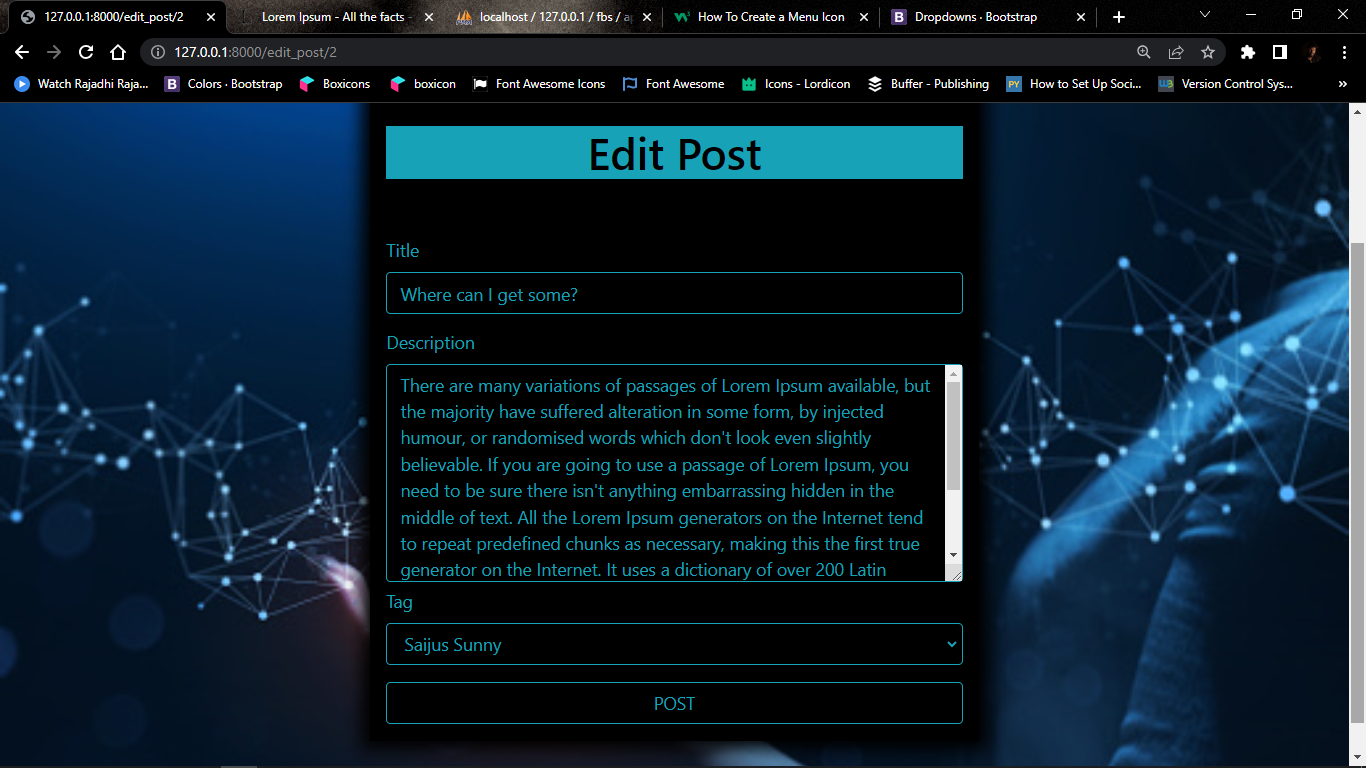 127.0.0.1:8000/edit_post/2
Lorem Ipsum - All the facts -
localhost / 127.0.0.1 / fbs / ap
How To Create a Menu Icon
Dropdowns · Bootstrap
127.0.0.1:8000/edit_post/2
Watch Rajadhi Raja...
Colors · Bootstrap
Boxicons
boxicon
Font Awesome Icons
Font Awesome
Icons - Lordicon
Buffer - Publishing
PY
How to Set Up Soci...
Version Control Sys...
»
Edit Post
Title
Where can I get some?
Description
There are many variations of passages of Lorem Ipsum available, but
the majority have suffered alteration in some form, by injected
humour, or randomised words which don't look even slightly
believable. If you are going to use a passage of Lorem Ipsum, you
need to be sure there isn't anything embarrassing hidden in the
middle of text. All the Lorem Ipsum generators on the Internet tend
to repeat predefined chunks as necessary, making this the first true
generator on the Internet. It uses a dictionary of over 200 Latin
Tag
Saijus Sunny
POST